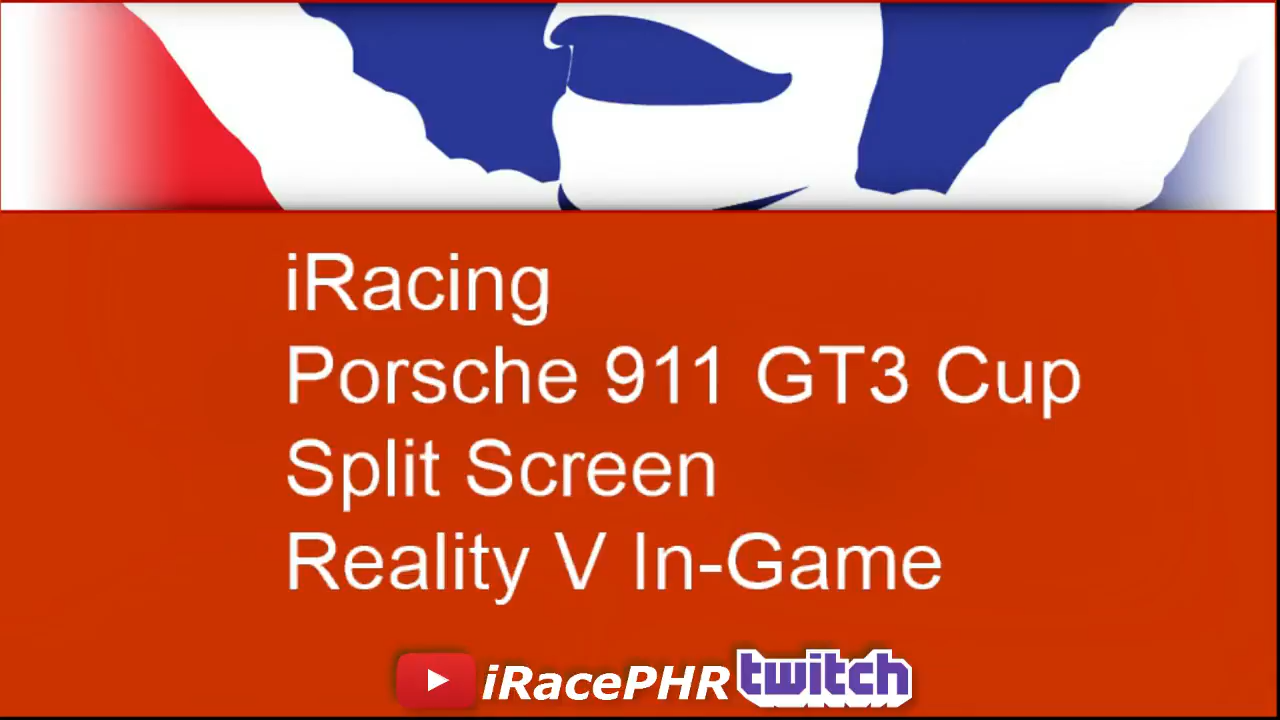 iRacing
Porsche 911 GT3 Cup
Split Screen
Reality V In-Game
iRacePHR twitch